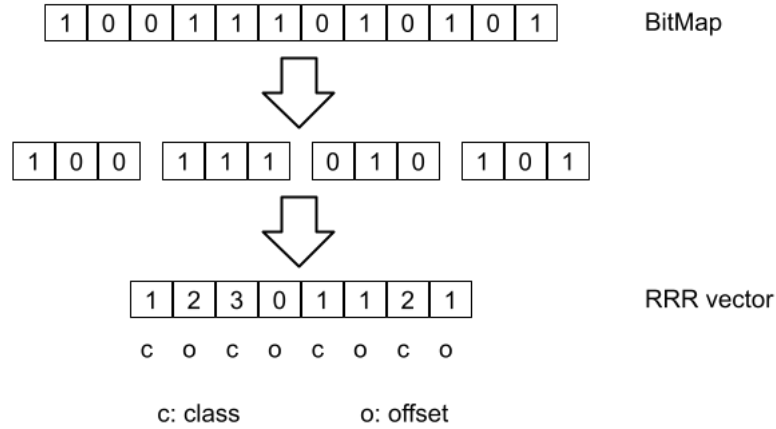 1 0 0 1 1 1 0 1 0 1 0 1 BitMap
1 0 0 1 1 1 0 1 0 1 0 1
1 2 3 0 1 1 2 1 RRR vector
c o c o c o c o
c: class o: offset